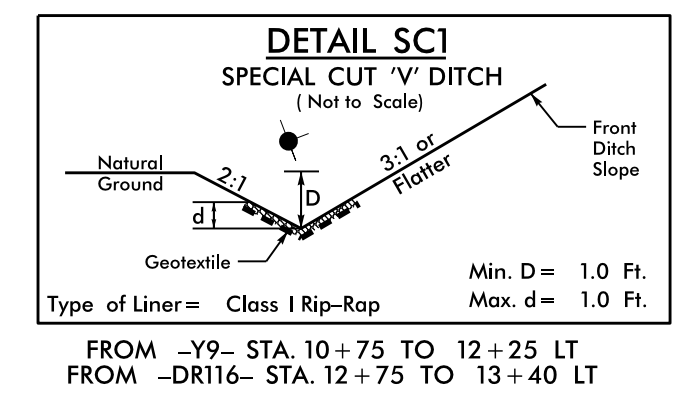 DETAIL SC1
SPECIAL CUT 'V' DITCH
( Not to Scale)
Natural
Ground
2:1
D
3:1 or
Flatter
Front
Ditch
Slope
d
Geotextile
Min. D = 1.0 Ft.
Max. d = 1.0 Ft.
Type of Liner = Class I Rip-Rap
FROM -Y9- STA. 10+75 TO 12+25 LT
FROM -DR116- STA. 12+75 TO 13+40 LT